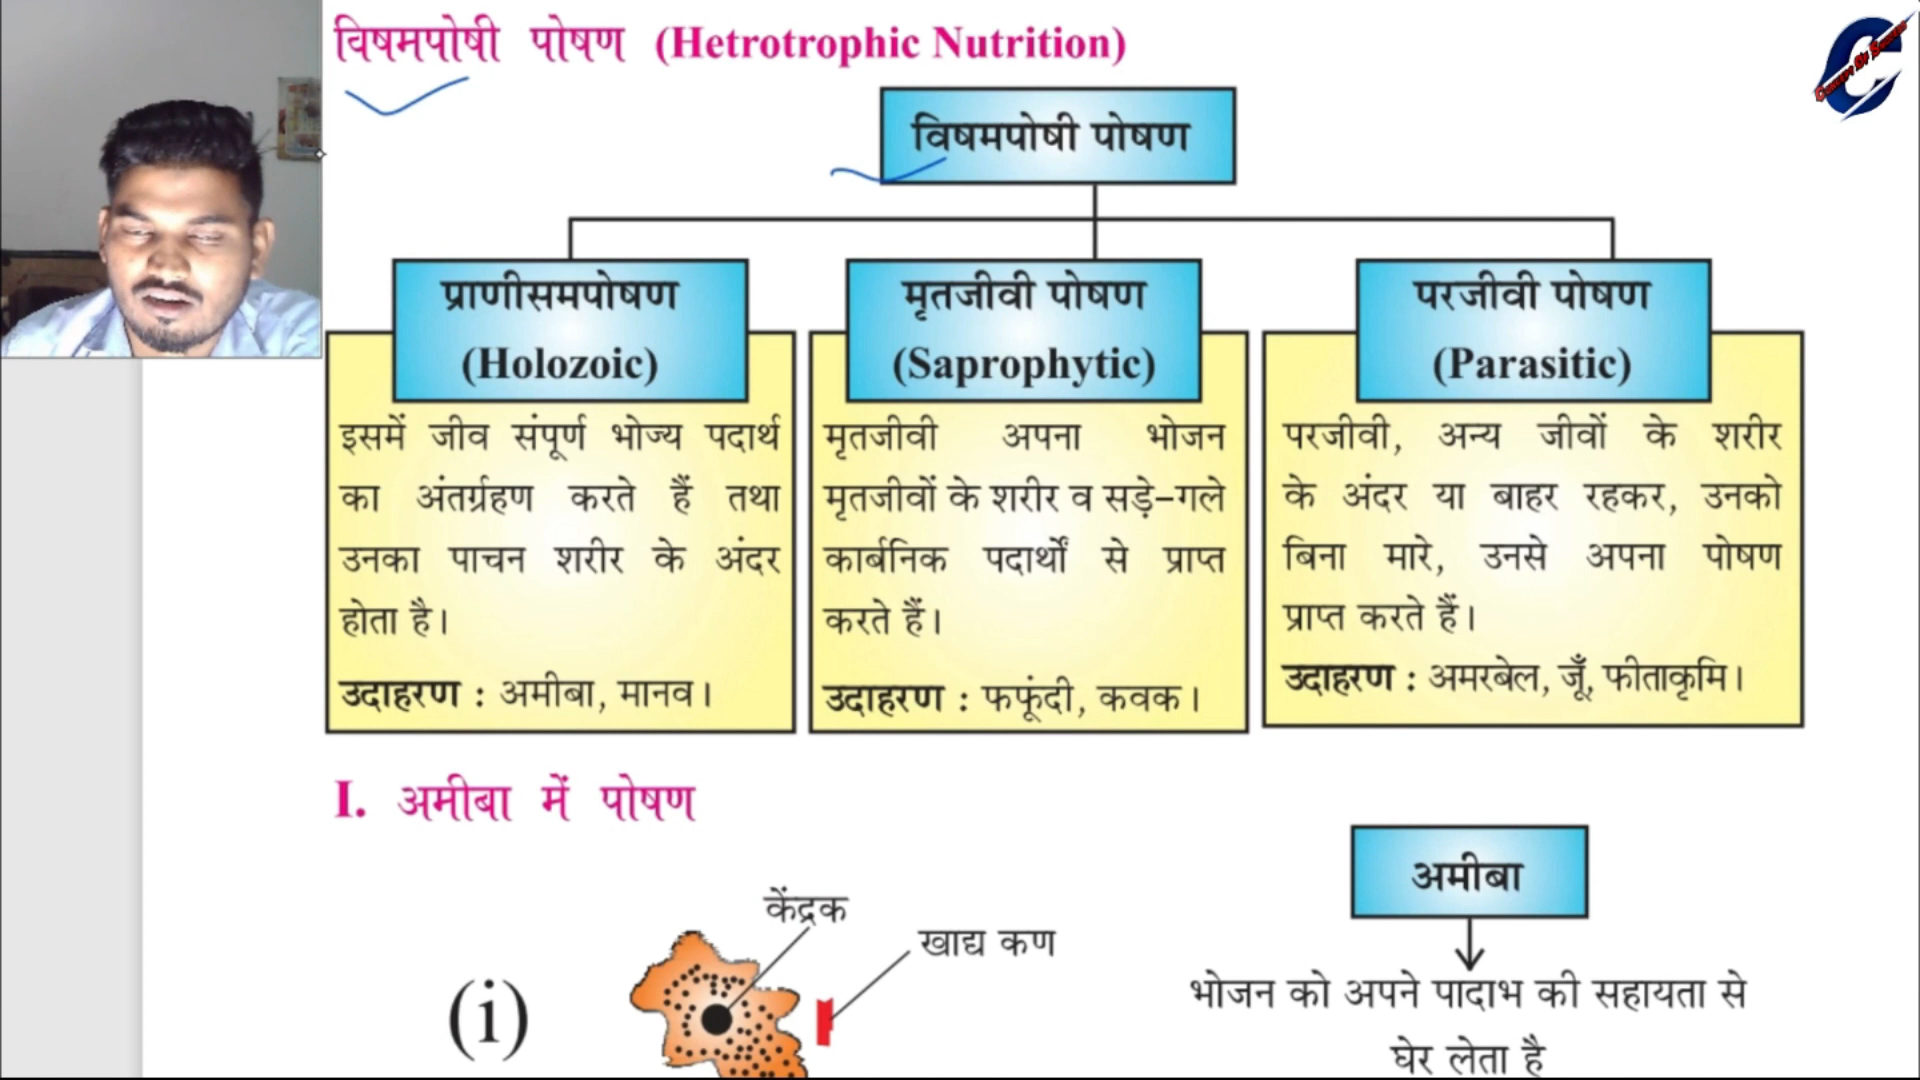 विषमपोषी पोषण (Hetrotrophic Nutrition)
विषमपोषी पोषण
प्राणीसमपोषण
(Holozoic)
इसमें जीव संपूर्ण भोज्य पदार्थ
का अंतर्ग्रहण करते हैं तथा
उनका पाचन शरीर के अंदर
होता है।
उदाहरण : अमीबा, मानव।
मृतजीवी पोषण
(Saprophytic)
मृतजीवी अपना भोजन
मृतजीवों के शरीर व सड़े-गले
कार्बनिक पदार्थों से प्राप्त
करते हैं।
उदाहरण : फफूंदी, कवक।
परजीवी पोषण
(Parasitic)
परजीवी, अन्य जीवों के शरीर
के अंदर या बाहर रहकर, उनको
बिना मारे, उनसे अपना पोषण
प्राप्त करते हैं।
उदाहरण : अमरबेल, जूँ, फीताकृमि।
I. अमीबा में पोषण
(i)
केंद्रक
खाद्य कण
अमीबा
भोजन को अपने पादाभ की सहायता से
घेर लेता है